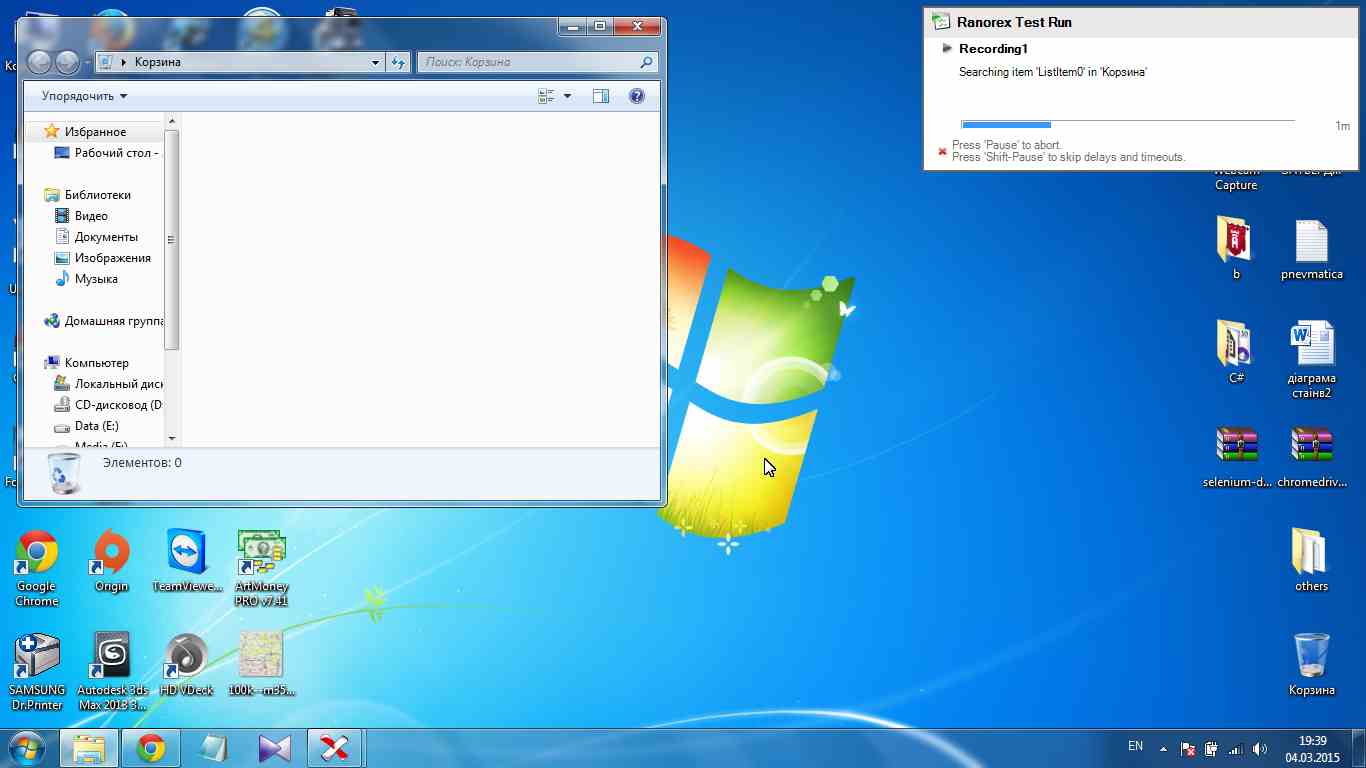 Корзина
Поиск: Корзина
Упорядочить
Избранное
Рабочий стол -
Библиотеки
Видео
Документы
Изображения
Музыка
Домашняя группа
Компьютер
Локальный диск
CD-дисковод (D:
Data (E:)
Media (F:)
Элементов: 0
Ranorex Test Run
Recording1
Searching item 'ListItem0' in 'Корзина'
1m
Press 'Pause' to abort.
Press 'Shift-Pause' to skip delays and timeouts.
Webcam
Capture
b
pnevmatica
C#
діаграма
стаінв2
selenium-d...
chromedriv...
others
Корзина
Google
Chrome
Origin
TeamViewe...
ArtMoney
PRO v7.41
SAMSUNG
Dr.Printer
Autodesk 3ds
Max 2013 3...
HD VDeck
100k--m35...
EN
19:39
04.03.2015